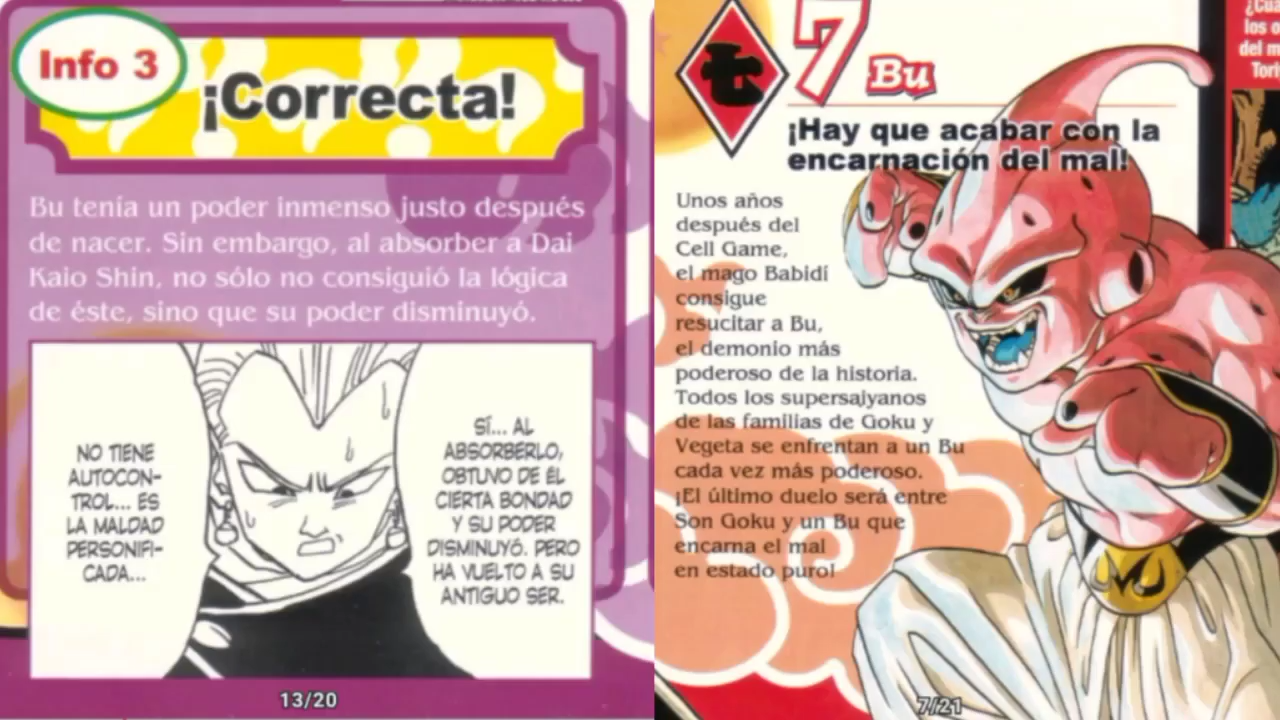 Info 3
¡Correcta!
Bu tenía un poder inmenso justo después
de nacer. Sin embargo, al absorber a Dai
Kaio Shin, no sólo no consiguió la lógica
de éste, sino que su poder disminuyó.
SÍ... AL
ABSORBERLO,
OBTUVO DE ÉL
CIERTA BONDAD
Y SU PODER
DISMINUYÓ. PERO
HA VUELTO A SU
ANTIGUO SER.
NO TIENE
AUTOCON-
TROL... ES
LA MALDAD
PERSONIFI-
CADA...
13/20
七
7 Bu
¡Hay que acabar con la
encarnación del mal!
Unos años
después del
Cell Game,
el mago Babidí
consigue
resucitar a Bu,
el demonio más
poderoso de la historia.
Todos los supersaiyanos
de las familias de Goku y
Vegeta se enfrentan a un Bu
cada vez más poderoso.
¡El último duelo será entre
Son Goku y un Bu que
encarna el mal
en estado puro!
7/21
los o
del m
Tori